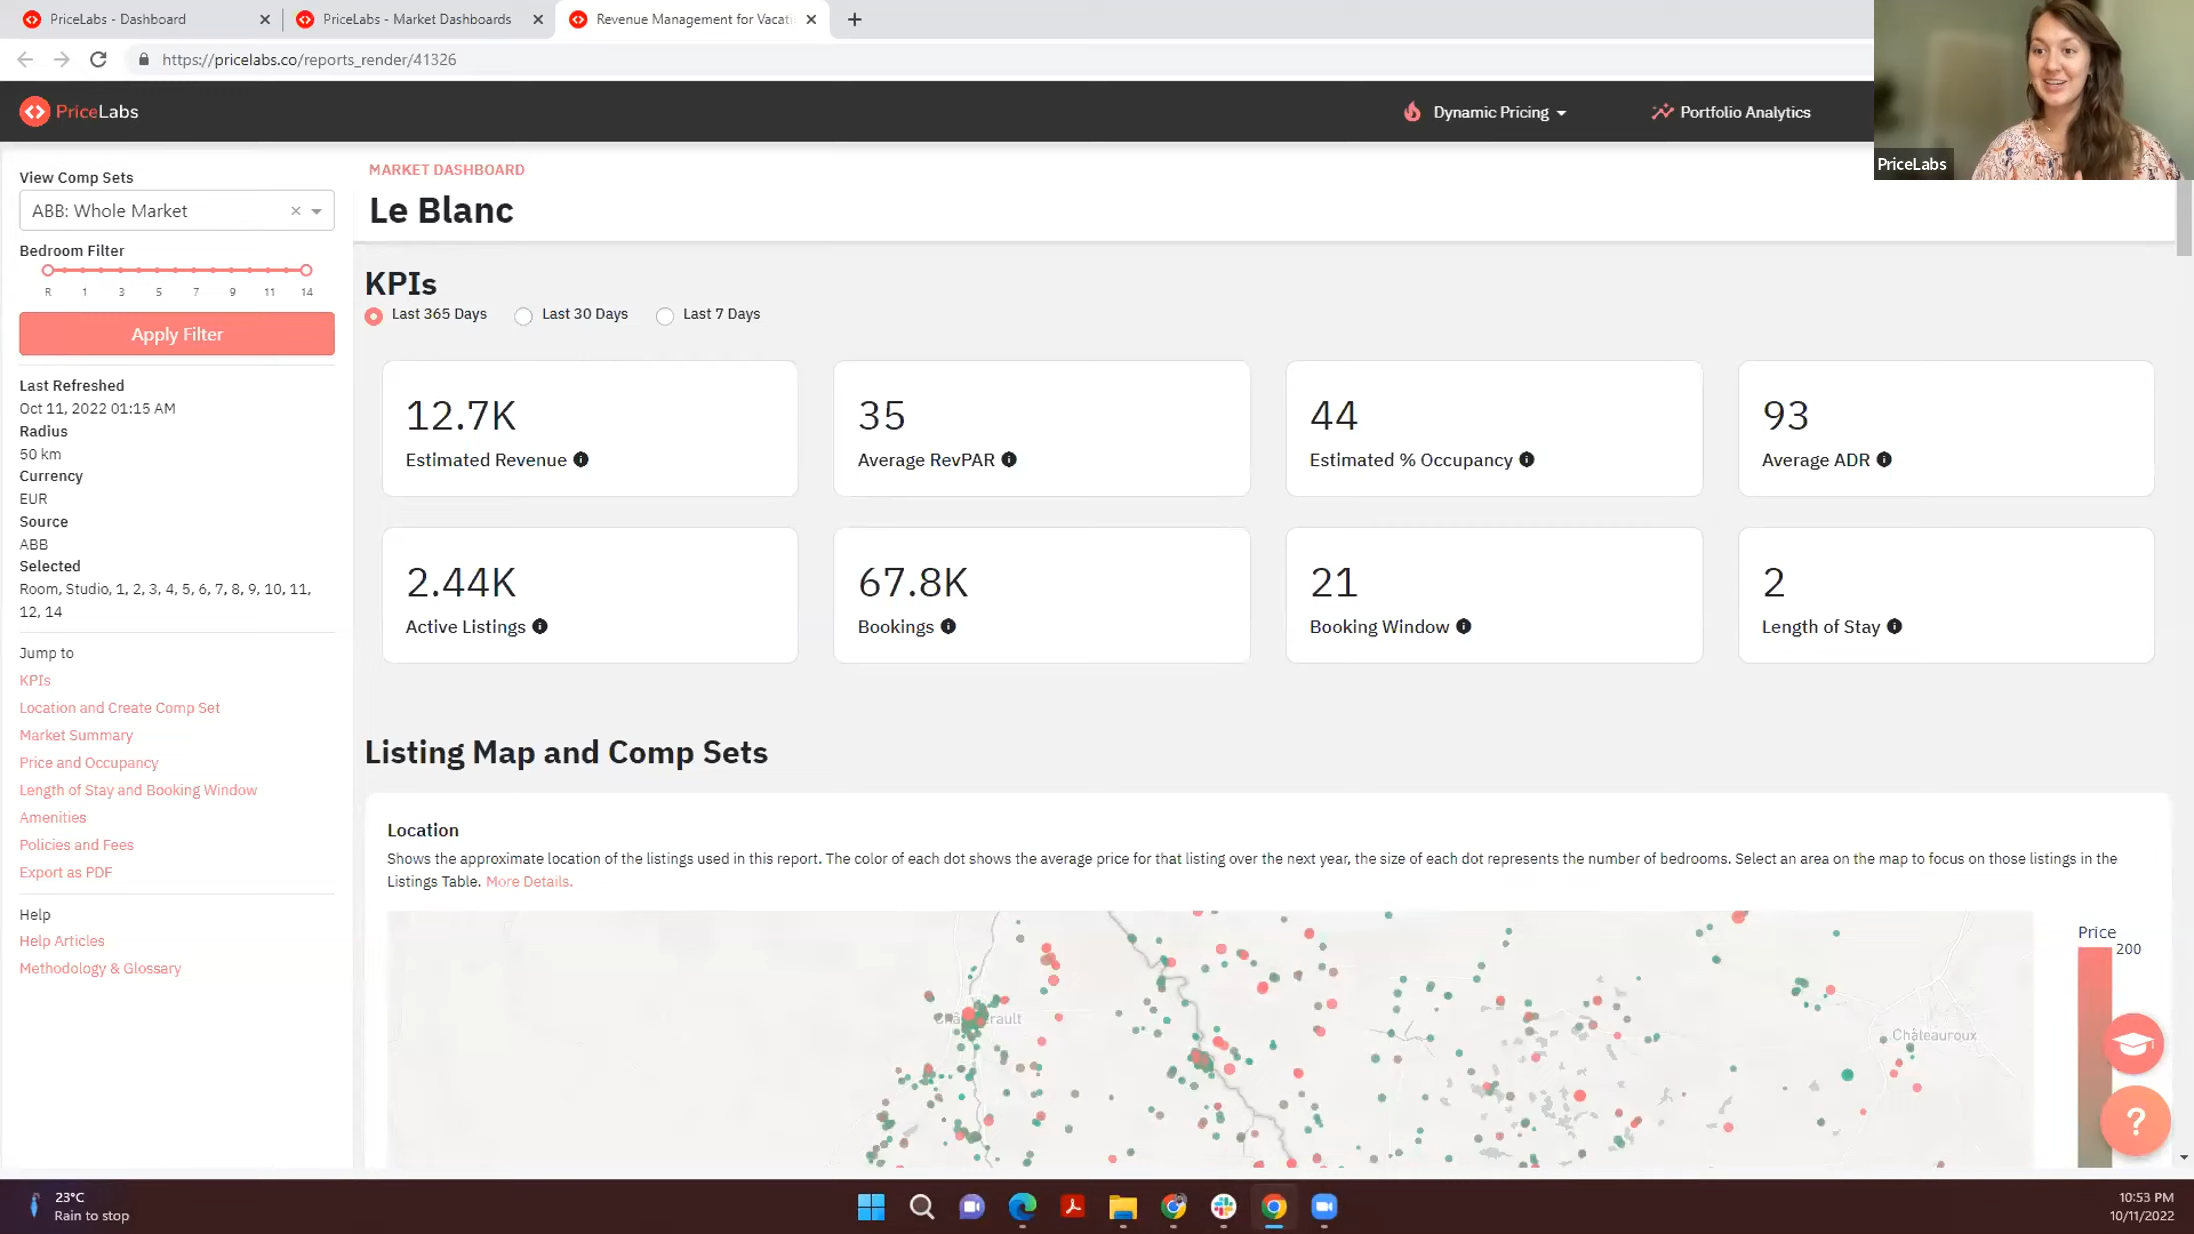 PriceLabs - Dashboard
PriceLabs - Market Dashboards
Revenue Management for Vacati
https://pricelabs.co/reports_render/41326
PriceLabs
Dynamic Pricing
Portfolio Analytics
PriceLabs
View Comp Sets
ABB: Whole Market
Bedroom Filter
R 1 3 5 7 9 11 14
Apply Filter
Last Refreshed
Oct 11, 2022 01:15 AM
Radius
50 km
Currency
EUR
Source
ABB
Selected
Room, Studio, 1, 2, 3, 4, 5, 6, 7, 8, 9, 10, 11,
12, 14
Jump to
KPIs
Location and Create Comp Set
Market Summary
Price and Occupancy
Length of Stay and Booking Window
Amenities
Policies and Fees
Export as PDF
Help
Help Articles
Methodology & Glossary
MARKET DASHBOARD
Le Blanc
KPIs
Last 365 Days
Last 30 Days
Last 7 Days
12.7K
Estimated Revenue
35
Average RevPAR
44
Estimated % Occupancy
93
Average ADR
2.44K
Active Listings
67.8K
Bookings
21
Booking Window
2
Length of Stay
Listing Map and Comp Sets
Location
Shows the approximate location of the listings used in this report. The color of each dot shows the average price for that listing over the next year, the size of each dot represents the number of bedrooms. Select an area on the map to focus on those listings in the
Listings Table. More Details.
Châteauroux
Price
200
?
23°C
Rain to stop
10:53 PM
10/11/2022